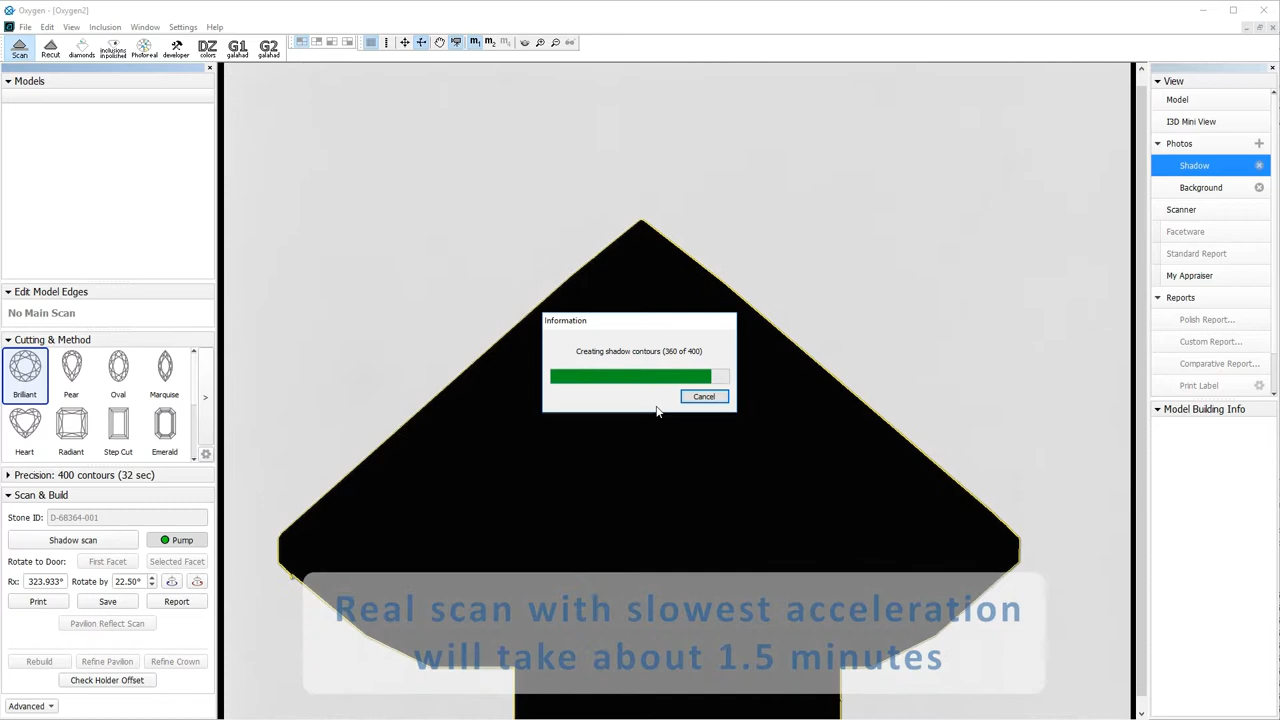 Oxygen - [Oxygen2]
File Edit View Inclusion Window Settings Help
Scan Recut diamonds inclusions inpolished Photoreal developer DZ colors G1 galahad G2 galahad m1 m2
Models
Edit Model Edges
No Main Scan
Cutting & Method
Brilliant Pear Oval Marquise
Heart Radiant Step Cut Emerald
Precision: 400 contours (32 sec)
Scan & Build
Stone ID: D-68364-001
Shadow scan Pump
Rotate to Door: First Facet Selected Facet
Rx: 323.933° Rotate by 22.50°
Print Save Report
Pavilion Reflect Scan
Rebuild Refine Pavilion Refine Crown
Check Holder Offset
Advanced
Information
Creating shadow contours (360 of 400)
Cancel
Real scan with slowest acceleration
will take about 1.5 minutes
View
Model
I3D Mini View
Photos
Shadow
Background
Scanner
Facetware
Standard Report
My Appraiser
Reports
Polish Report...
Custom Report...
Comparative Report...
Print Label
Model Building Info